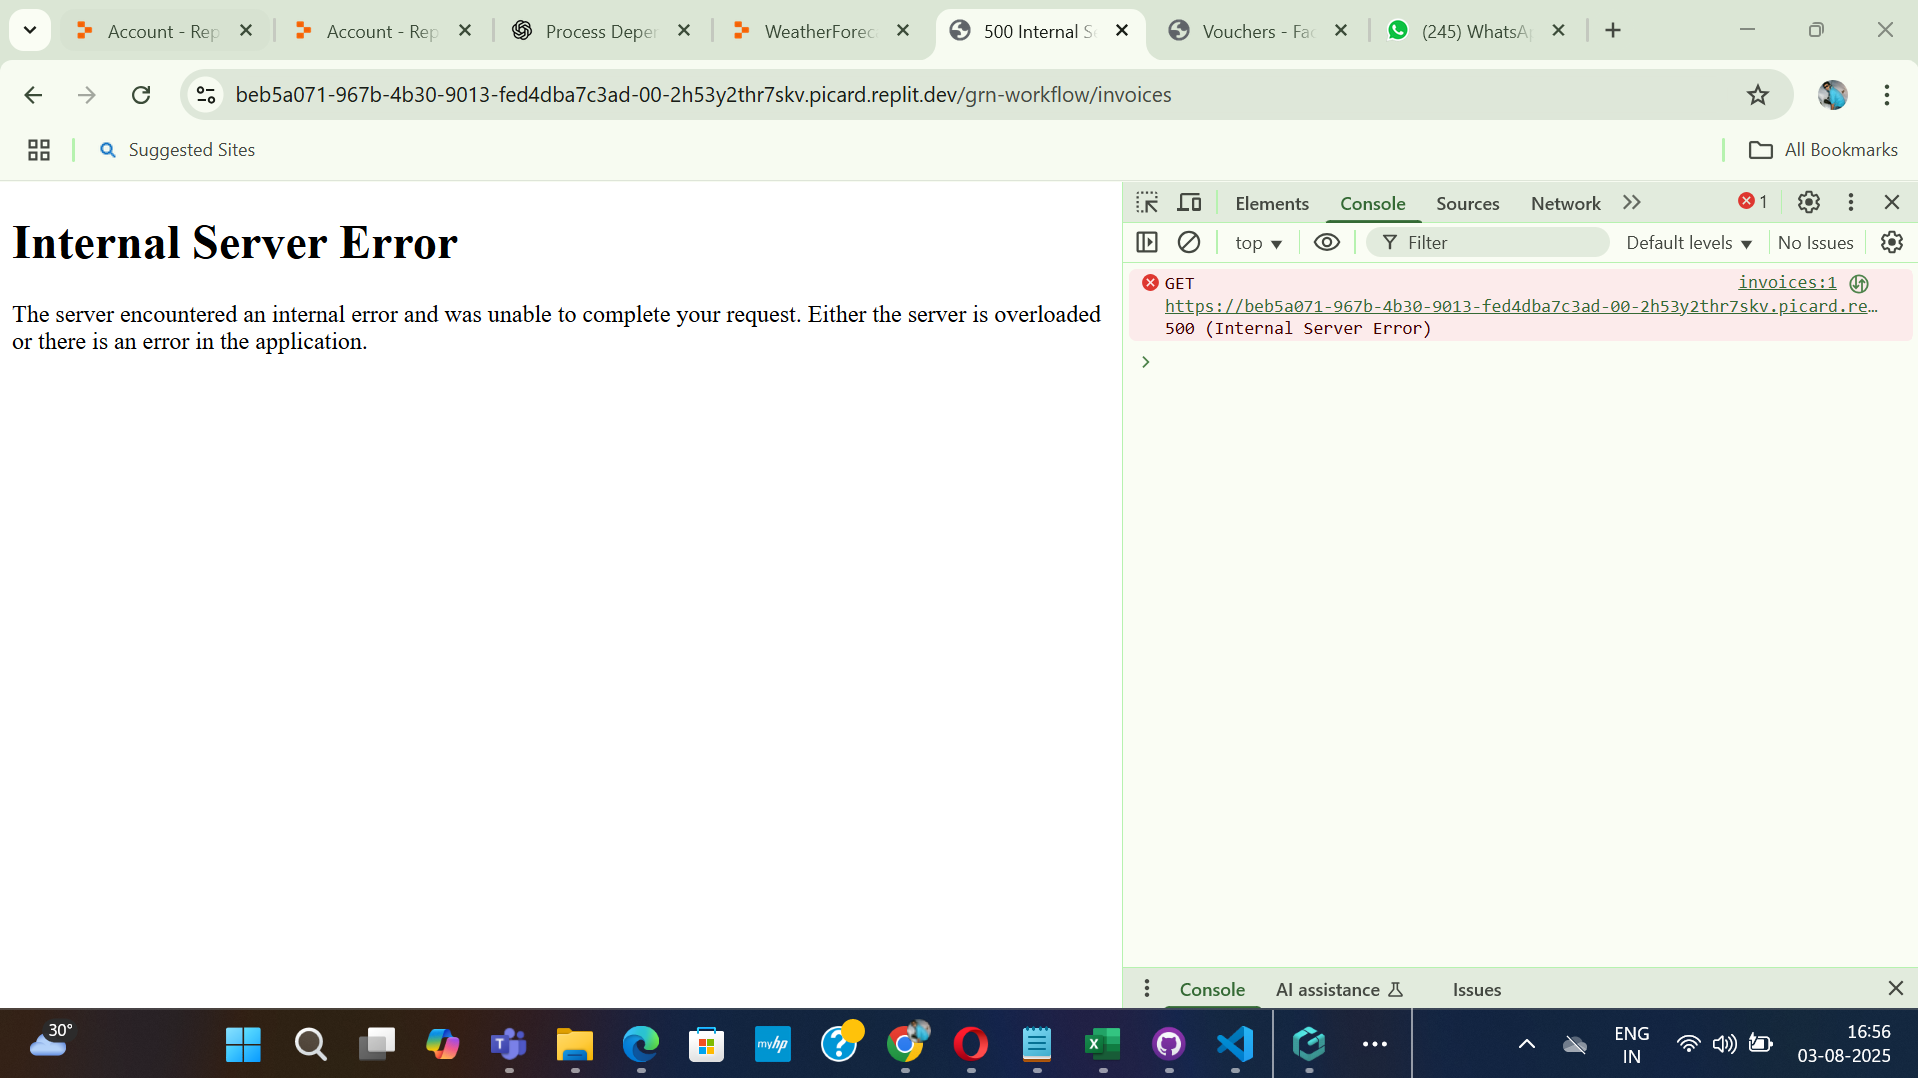 Account - Rep
Account - Rep
Process Deper
WeatherForec
500 Internal Se
Vouchers - Fac
(245) WhatsAp
beb5a071-967b-4b30-9013-fed4dba7c3ad-00-2h53y2thr7skv.picard.replit.dev/grn-workflow/invoices
Suggested Sites
All Bookmarks
Internal Server Error
The server encountered an internal error and was unable to complete your request. Either the server is overloaded
or there is an error in the application.
Elements Console Sources Network 1
top Filter Default levels No Issues
GET invoices:1
https://beb5a071-967b-4b30-9013-fed4dba7c3ad-00-2h53y2thr7skv.picard.re…
500 (Internal Server Error)
Console AI assistance Issues
30°
myhp
ENG
IN
16:56
03-08-2025